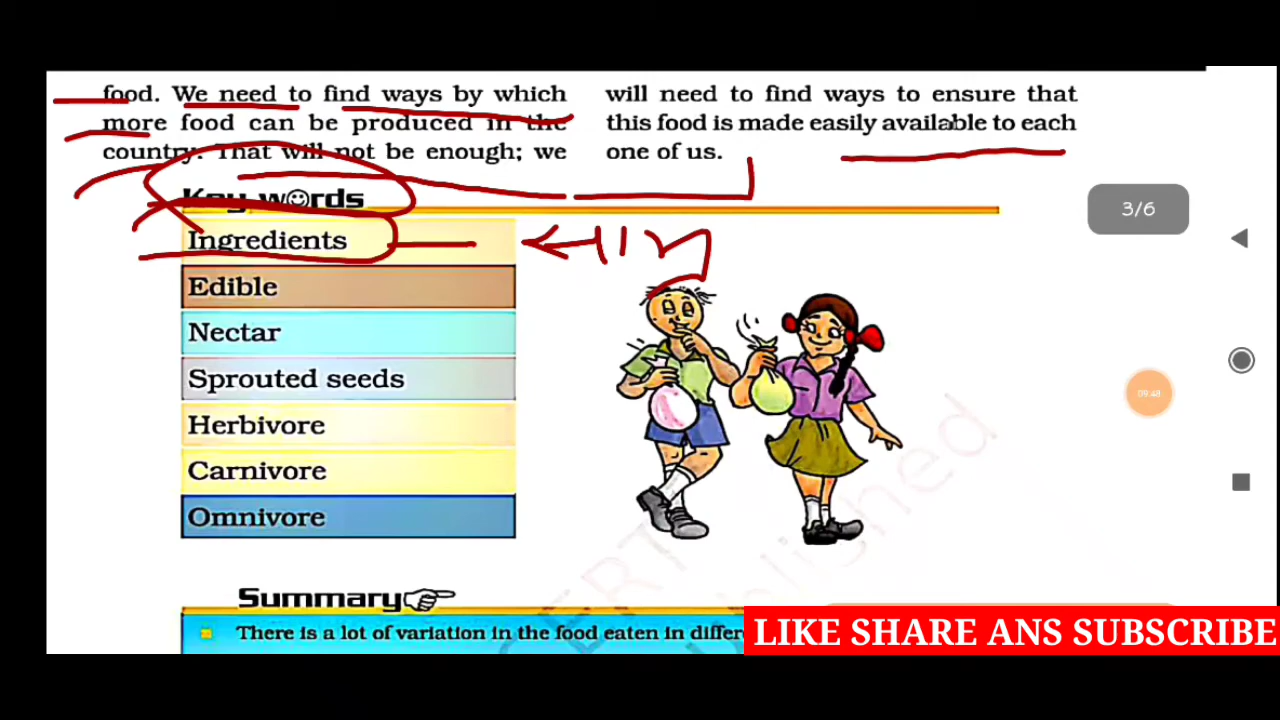 food. We need to find ways by which
more food can be produced in the
country. That will not be enough; we
will need to find ways to ensure that
this food is made easily available to each
one of us.
Key words
3/6
Ingredients
Edible
Nectar
Sprouted seeds
09:48
Herbivore
Carnivore
Omnivore
Summary
There is a lot of variation in the food eaten in differe
LIKE SHARE ANS SUBSCRIBE